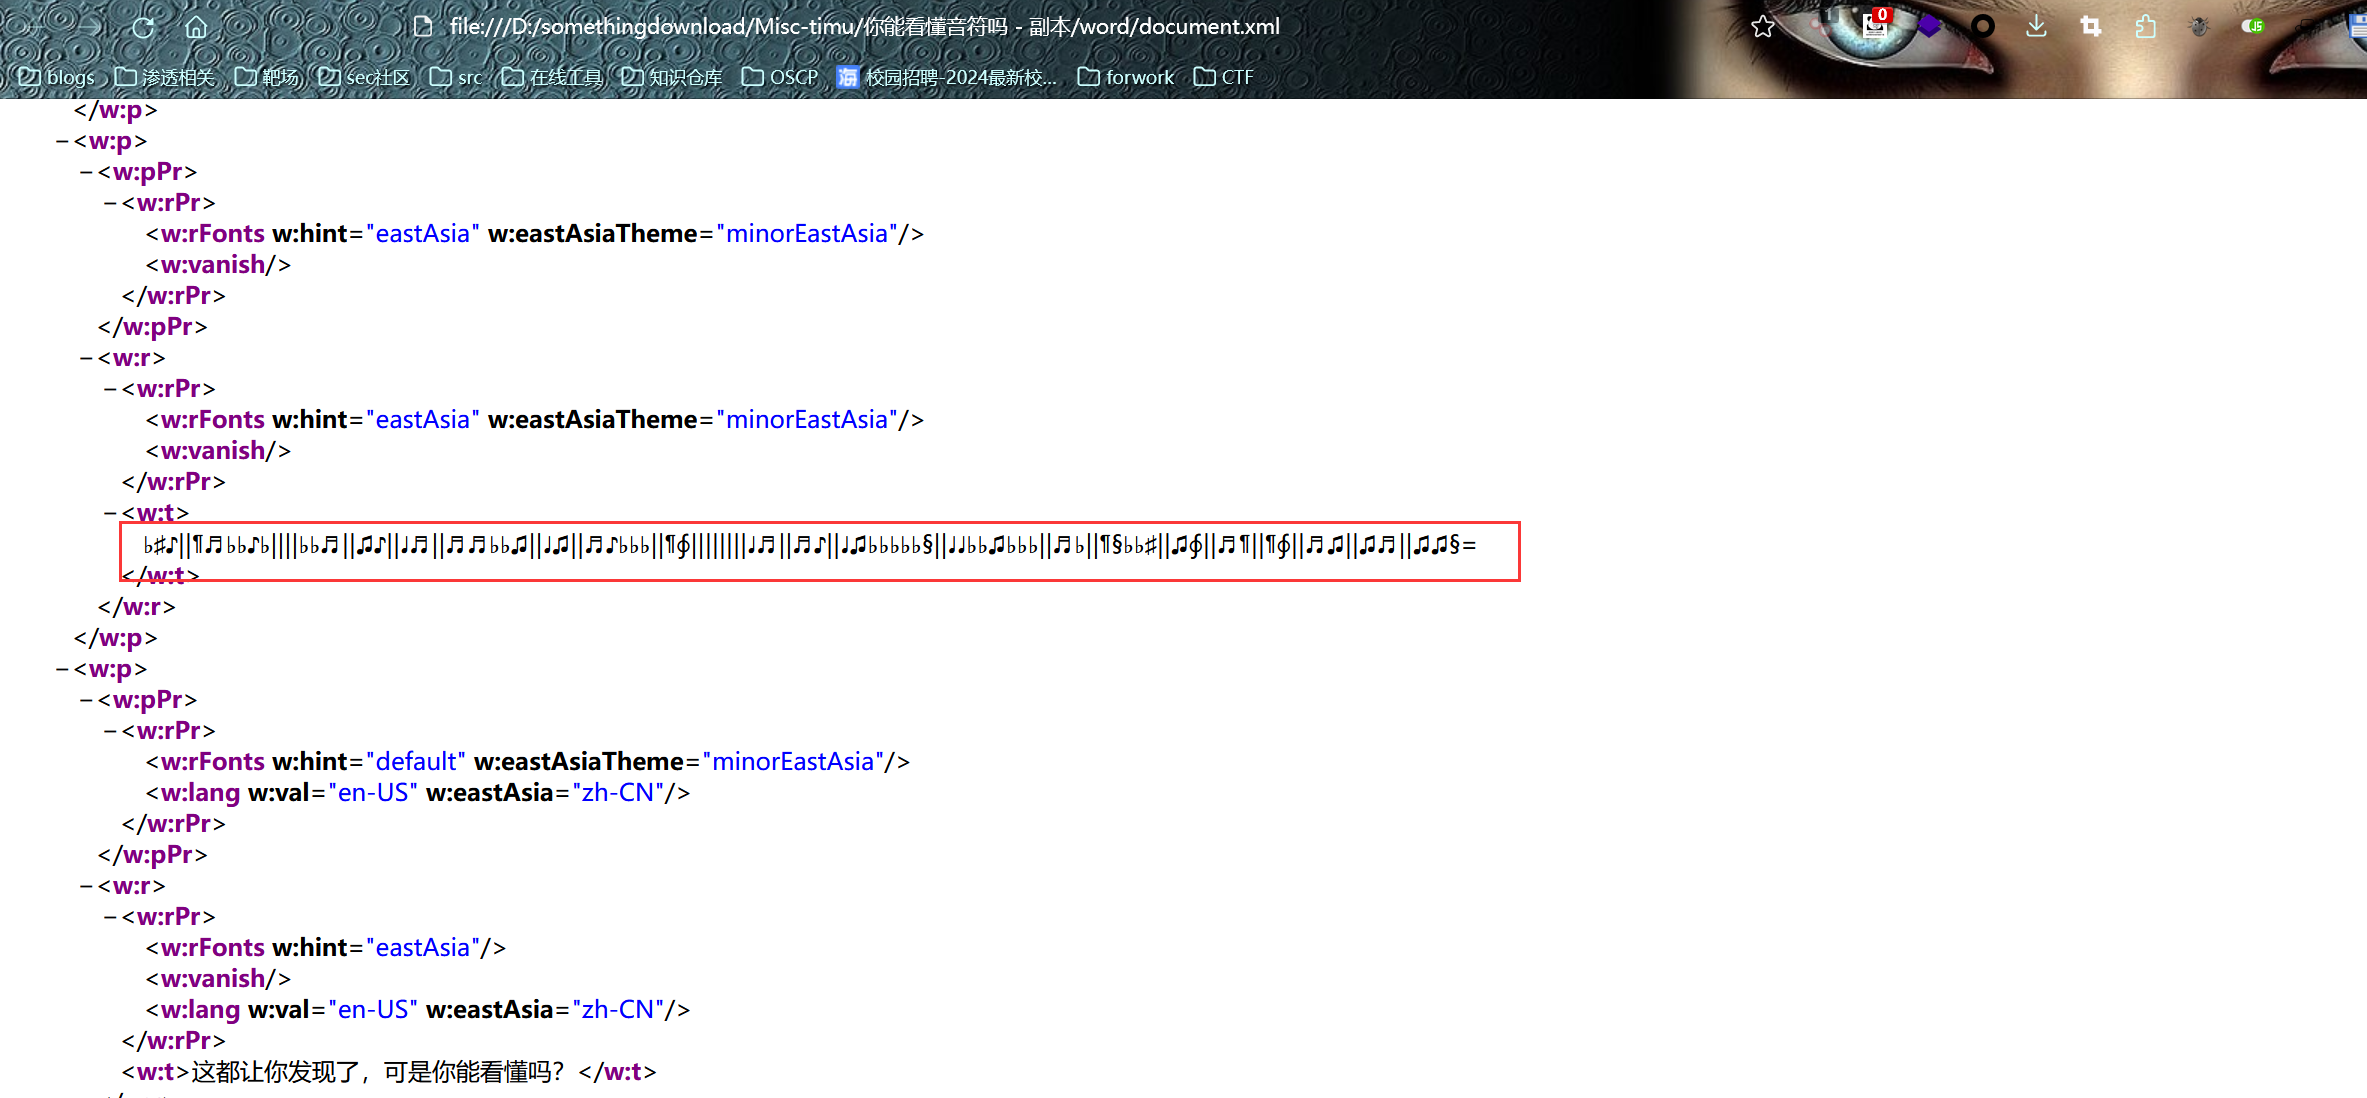 file:///D:/somethingdownload/Misc-timu/你能看懂音符吗 - 副本/word/document.xml
1 0
blogs 渗透相关 靶场 sec社区 src 在线工具 知识仓库 OSCP 海 校园招聘-2024最新校... forwork CTF
</w:p>
−<w:p>
−<w:pPr>
−<w:rPr>
<w:rFonts w:hint="eastAsia" w:eastAsiaTheme="minorEastAsia"/>
<w:vanish/>
</w:rPr>
</w:pPr>
−<w:r>
−<w:rPr>
<w:rFonts w:hint="eastAsia" w:eastAsiaTheme="minorEastAsia"/>
<w:vanish/>
</w:rPr>
−<w:t>
♭♯♪||¶♬♭♭♪♭||||♭♭♬||♫♪||♩♬||♬♬♭♭♫||♩♫||♬♪♭♭♭||¶∮||||||||♩♬||♬♪||♩♫♭♭♭♭♭§||♩♩♭♭♫♭♭♭||♬♭||¶§♭♭♯||♫∮||♬¶||¶∮||♬♫||♫♬||♫♫§=
</w:t>
</w:r>
</w:p>
−<w:p>
−<w:pPr>
−<w:rPr>
<w:rFonts w:hint="default" w:eastAsiaTheme="minorEastAsia"/>
<w:lang w:val="en-US" w:eastAsia="zh-CN"/>
</w:rPr>
</w:pPr>
−<w:r>
−<w:rPr>
<w:rFonts w:hint="eastAsia"/>
<w:vanish/>
<w:lang w:val="en-US" w:eastAsia="zh-CN"/>
</w:rPr>
<w:t>这都让你发现了，可是你能看懂吗？</w:t>